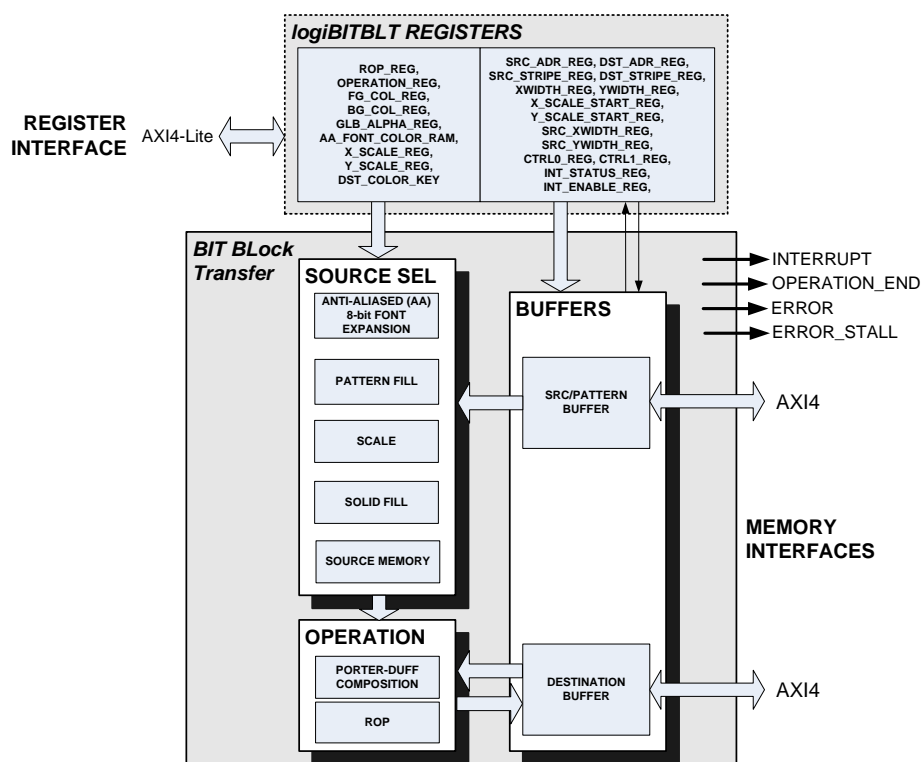 logiBITBLT REGISTERS
ROP_REG,
OPERATION_REG,
FG_COL_REG,
BG_COL_REG,
GLB_ALPHA_REG,
AA_FONT_COLOR_RAM,
X_SCALE_REG,
Y_SCALE_REG,
DST_COLOR_KEY
SRC_ADR_REG, DST_ADR_REG,
SRC_STRIPE_REG, DST_STRIPE_REG,
XWIDTH_REG, YWIDTH_REG,
X_SCALE_START_REG,
Y_SCALE_START_REG,
SRC_XWIDTH_REG,
SRC_YWIDTH_REG,
CTRL0_REG, CTRL1_REG,
INT_STATUS_REG,
INT_ENABLE_REG,
REGISTER
INTERFACE
AXI4-Lite
BIT BLock
Transfer
SOURCE SEL
ANTI-ALIASED (AA)
8-bit FONT
EXPANSION
PATTERN FILL
SCALE
SOLID FILL
SOURCE MEMORY
OPERATION
PORTER-DUFF
COMPOSITION
ROP
BUFFERS
SRC/PATTERN
BUFFER
DESTINATION
BUFFER
INTERRUPT
OPERATION_END
ERROR
ERROR_STALL
AXI4
MEMORY
INTERFACES
AXI4